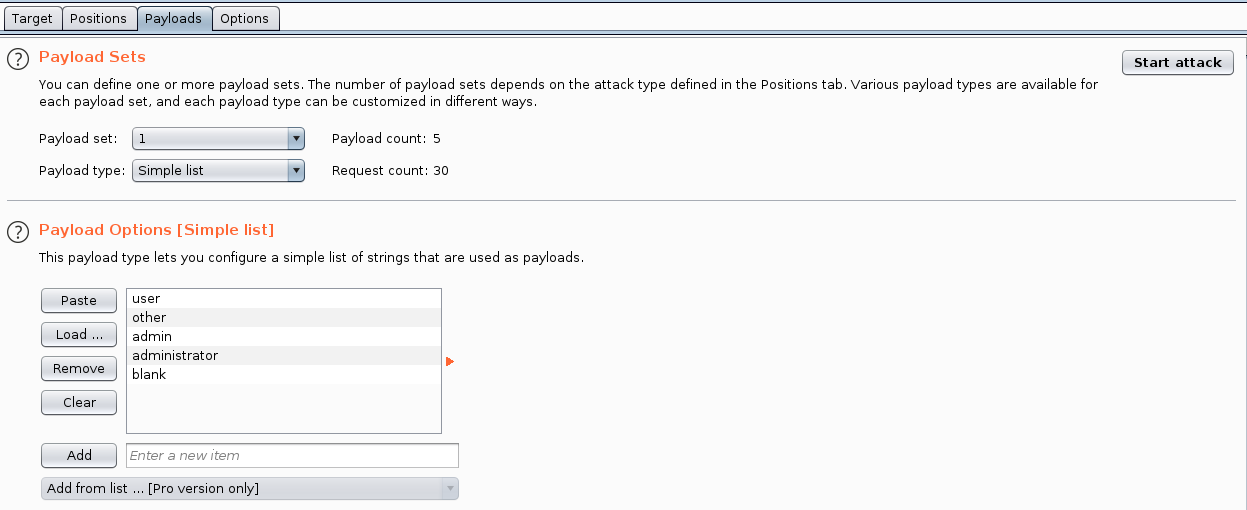 Target Positions Payloads Options
? Payload Sets
Start attack
You can define one or more payload sets. The number of payload sets depends on the attack type defined in the Positions tab. Various payload types are available for
each payload set, and each payload type can be customized in different ways.
Payload set: 1 Payload count: 5
Payload type: Simple list Request count: 30
? Payload Options [Simple list]
This payload type lets you configure a simple list of strings that are used as payloads.
Paste
Load ...
Remove
Clear
user
other
admin
administrator
blank
Add Enter a new item
Add from list ... [Pro version only]